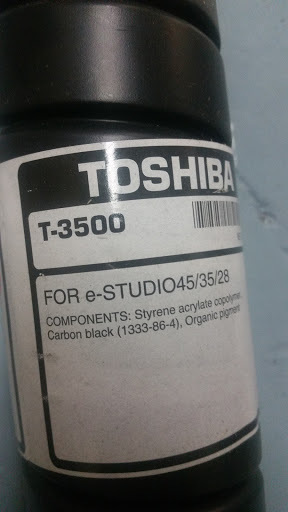 TOSHIBA
T-3500
FOR e-STUDIO45/35/28
COMPONENTS: Styrene acrylate copolymer,
Carbon black (1333-86-4), Organic pigment